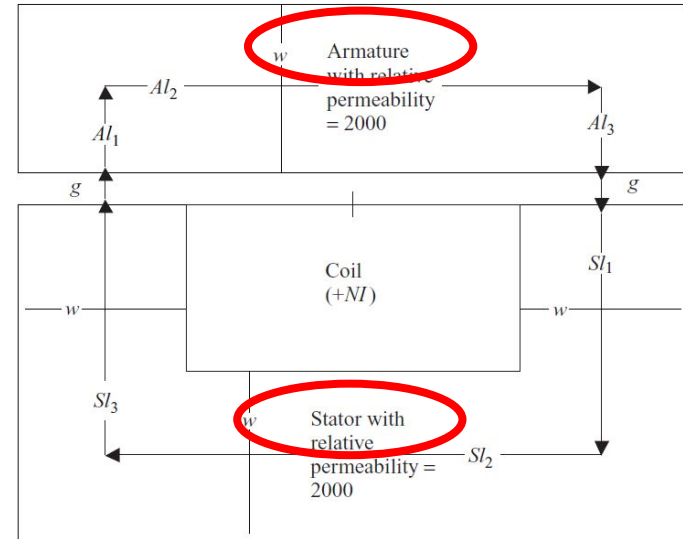 w
Armature
with relative
permeability
= 2000
Al2
Al1
Al3
g
g
Coil
(+NI)
Sl1
w
w
Sl3
w
Stator with
relative
permeability =
2000
Sl2